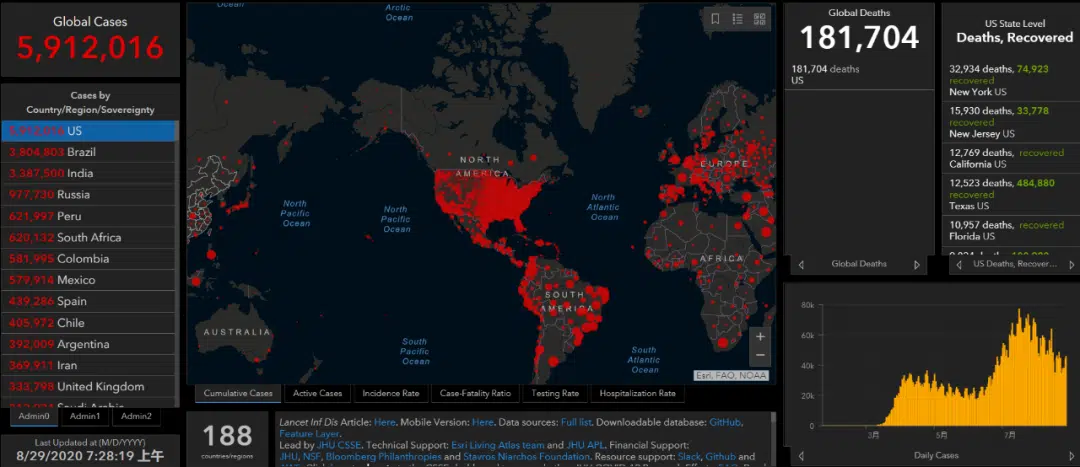 Global Cases
5,912,016
Cases by
Country/Region/Sovereignty
5,912,016 US
3,804,803 Brazil
3,387,500 India
977,730 Russia
621,997 Peru
620,132 South Africa
581,995 Colombia
579,914 Mexico
439,286 Spain
405,972 Chile
392,009 Argentina
369,911 Iran
333,798 United Kingdom
Saudi Arabia
Admin0
Admin1
Admin2
Last Updated at (M/D/YYYY)
8/29/2020 7:28:19 上午
Arctic
Ocean
Ocean
NORTH
AMERICA
EUROPE
North
Pacific
Ocean
North
Pacific
Ocean
North
Atlantic
Ocean
AFRICA
SOUTH
AMERICA
AUSTRALIA
South
Pacific
Ocean
South
Atlantic
Ocean
+
−
Esri, FAO, NOAA
Cumulative Cases
Active Cases
Incidence Rate
Case-Fatality Ratio
Testing Rate
Hospitalization Rate
188
countries/regions
Lancet Inf Dis Article: Here. Mobile Version: Here. Data sources: Full list. Downloadable database: GitHub,
Feature Layer.
Lead by JHU CSSE. Technical Support: Esri Living Atlas team and JHU APL. Financial Support:
JHU, NSF, Bloomberg Philanthropies and Stavros Niarchos Foundation. Resource support: Slack, Github and
Global Deaths
181,704
181,704 deaths
US
Global Deaths
US State Level
Deaths, Recovered
32,934 deaths, 74,923
recovered
New York US
15,930 deaths, 33,778
recovered
New Jersey US
12,769 deaths, recovered
California US
12,523 deaths, 484,880
recovered
Texas US
10,957 deaths, recovered
Florida US
US Deaths, Recover...
80k
60k
40k
20k
0
3月
5月
7月
Daily Cases